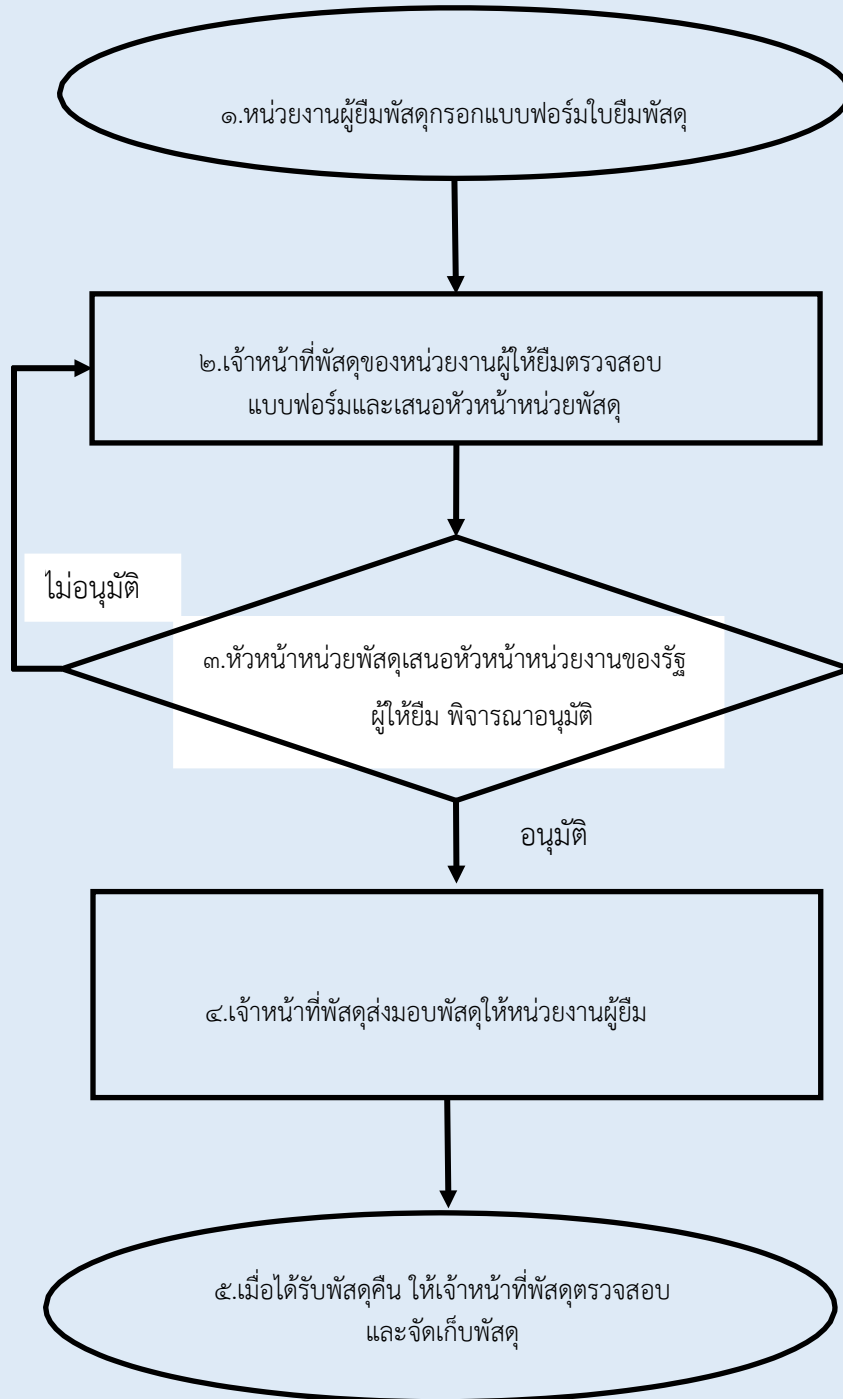 ๑.หน่วยงานผู้ยืมพัสดุกรอกแบบฟอร์มใบยืมพัสดุ
๒.เจ้าหน้าที่พัสดุของหน่วยงานผู้ให้ยืมตรวจสอบ
แบบฟอร์มและเสนอหัวหน้าหน่วยพัสดุ
ไม่อนุมัติ
๓.หัวหน้าหน่วยพัสดุเสนอหัวหน้าหน่วยงานของรัฐ
ผู้ให้ยืม พิจารณาอนุมัติ
อนุมัติ
๔.เจ้าหน้าที่พัสดุส่งมอบพัสดุให้หน่วยงานผู้ยืม
๕.เมื่อได้รับพัสดุคืน ให้เจ้าหน้าที่พัสดุตรวจสอบ
และจัดเก็บพัสดุ